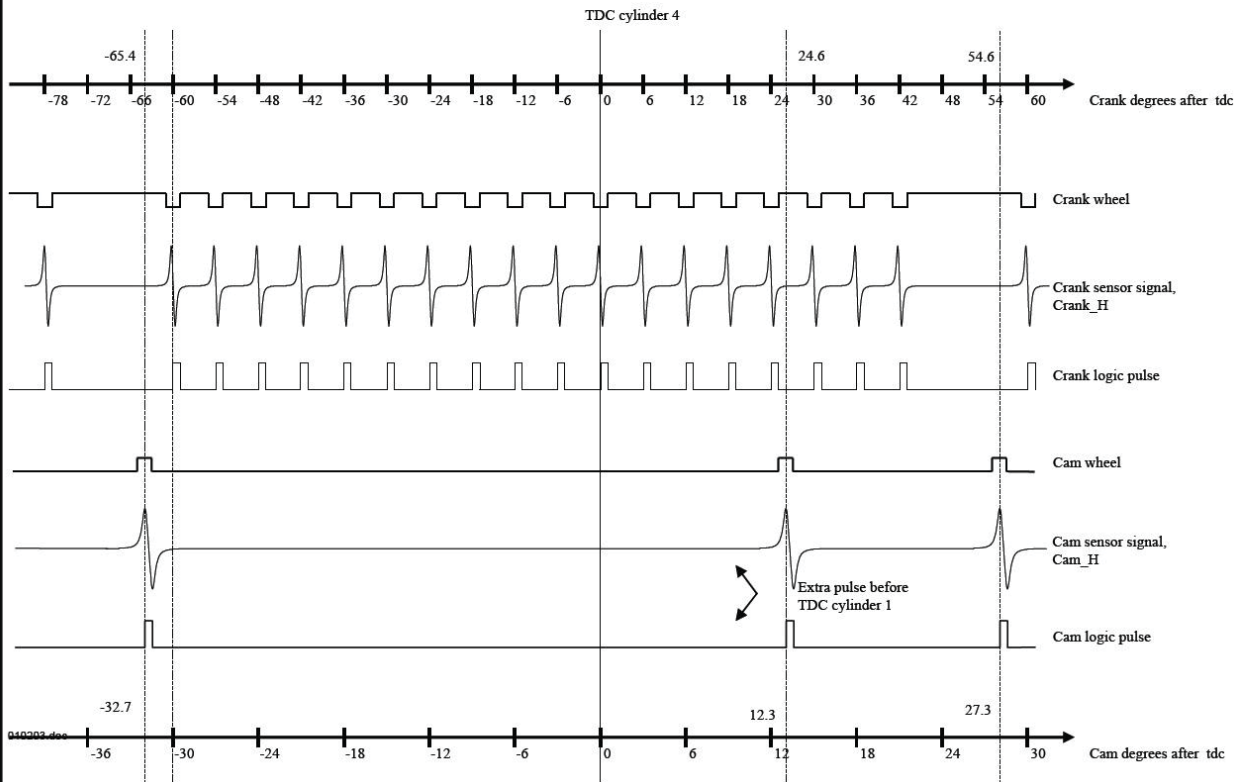 TDC cylinder 4
-65.4 24.6 54.6
-78 -72 -66 -60 -54 -48 -42 -36 -30 -24 -18 -12 -6 0 6 12 18 24 30 36 42 48 54 60 Crank degrees after tdc
Crank wheel
Crank sensor signal,
Crank_H
Crank logic pulse
Cam wheel
Cam sensor signal,
Cam_H
Extra pulse before
TDC cylinder 1
Cam logic pulse
-32.7 12.3 27.3
-36 -30 -24 -18 -12 -6 0 6 12 18 24 30 Cam degrees after tdc